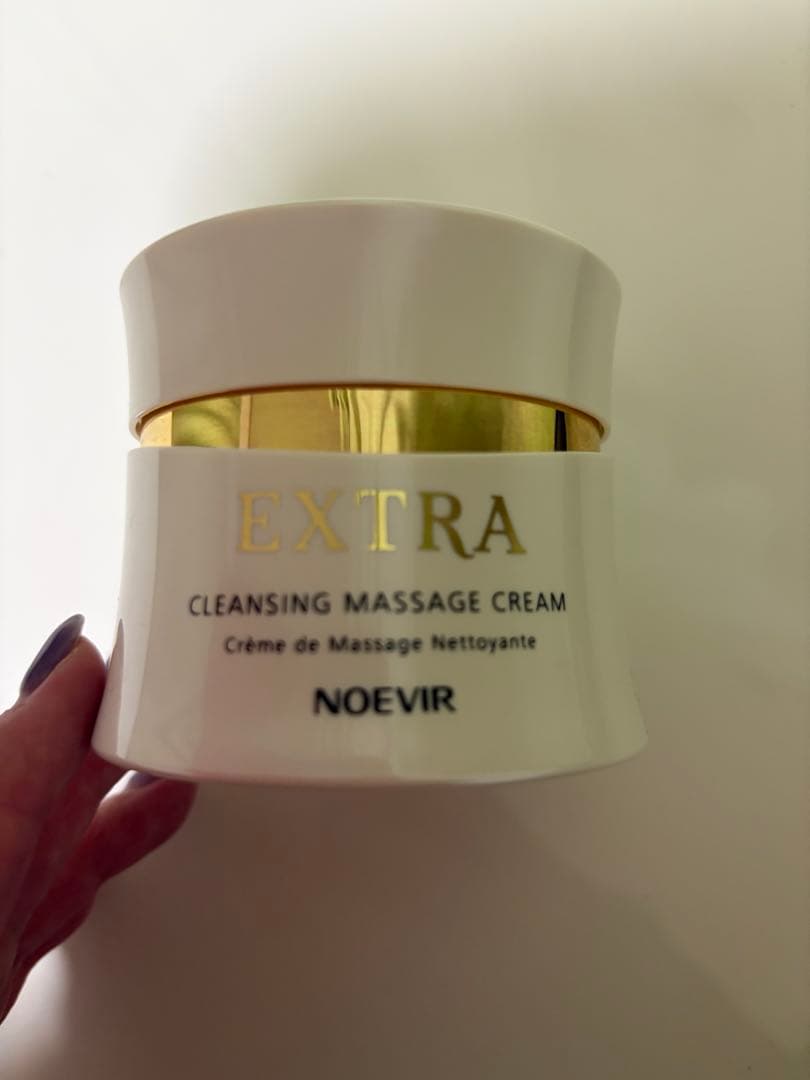 EXTRA
CLEANSING MASSAGE CREAM
Crème de Massage Nettoyante
NOEVIR